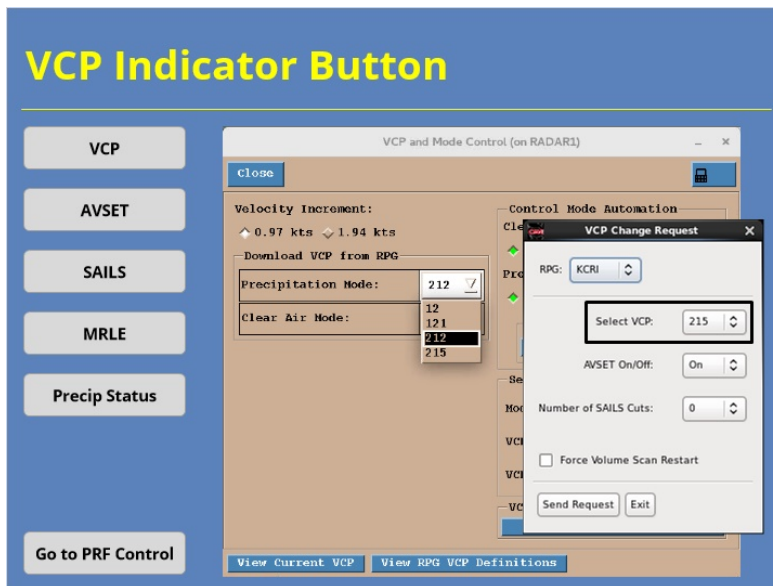 VCP Indicator Button
VCP
AVSET
SAILS
MRLE
Precip Status
Go to PRF Control
VCP and Mode Control (on RADAR1)
Close
Velocity Increment:
0.97 kts 1.94 kts
Download VCP from RPG
Precipitation Mode: 212
Clear Air Mode:
12
121
212
215
Control Mode Automation
VCP Change Request
RPG: KCRI
Select VCP: 215
AVSET On/Off: On
Number of SAILS Cuts: 0
Force Volume Scan Restart
Send Request Exit
View Current VCP View RPG VCP Definitions